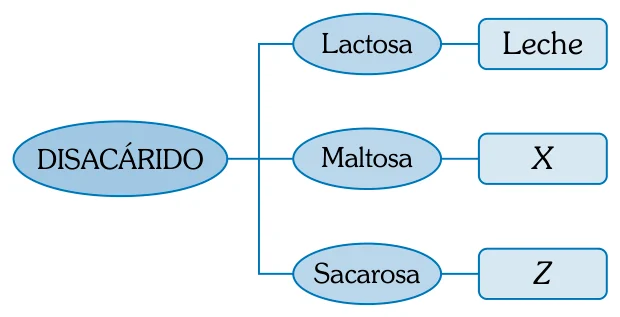 DISACÁRIDO
Lactosa
Leche
Maltosa
X
Sacarosa
Z